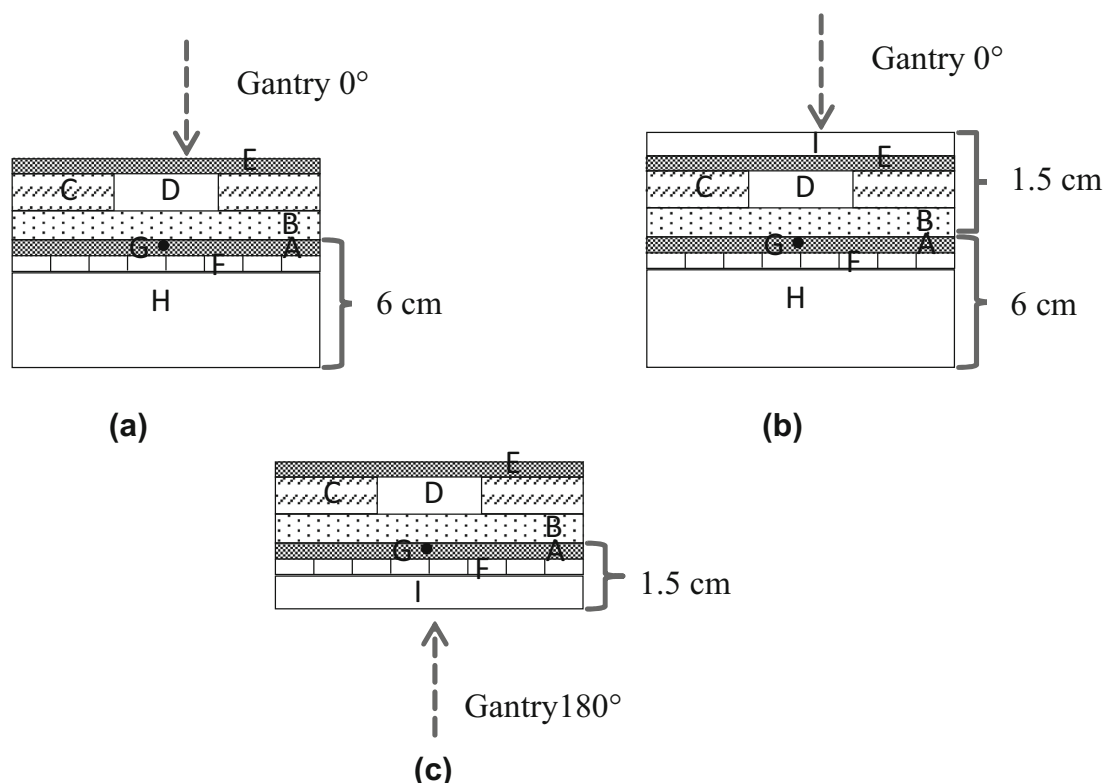 Gantry 0°
E
C D
B
G A
F
H
6 cm
(a)
Gantry 0°
I
E
C D
B
G A
F
H
1.5 cm
6 cm
(b)
E
C D
B
G A
F
I
1.5 cm
Gantry180°
(c)